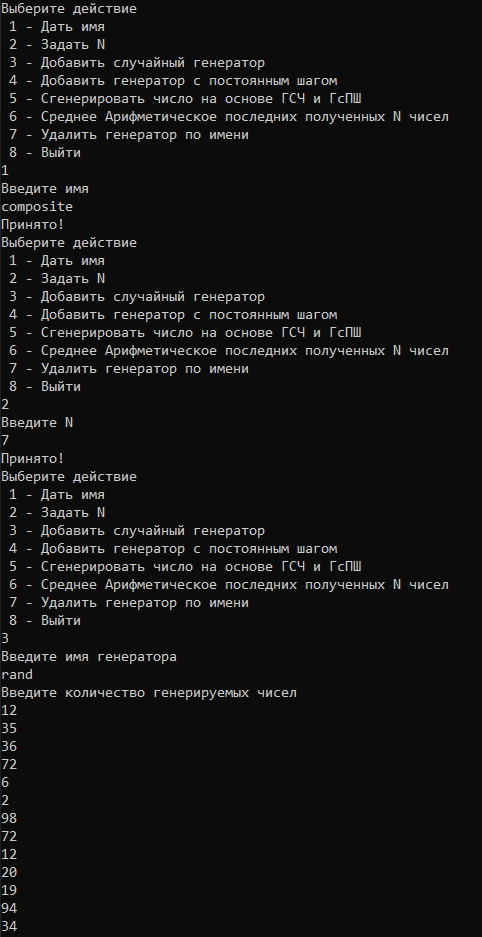 Выберите действие
1 - Дать имя
2 - Задать N
3 - Добавить случайный генератор
4 - Добавить генератор с постоянным шагом
5 - Сгенерировать число на основе ГСЧ и ГсПШ
6 - Среднее Арифметическое последних полученных N чисел
7 - Удалить генератор по имени
8 - Выйти
1
Введите имя
composite
Принято!
Выберите действие
1 - Дать имя
2 - Задать N
3 - Добавить случайный генератор
4 - Добавить генератор с постоянным шагом
5 - Сгенерировать число на основе ГСЧ и ГсПШ
6 - Среднее Арифметическое последних полученных N чисел
7 - Удалить генератор по имени
8 - Выйти
2
Введите N
7
Принято!
Выберите действие
1 - Дать имя
2 - Задать N
3 - Добавить случайный генератор
4 - Добавить генератор с постоянным шагом
5 - Сгенерировать число на основе ГСЧ и ГсПШ
6 - Среднее Арифметическое последних полученных N чисел
7 - Удалить генератор по имени
8 - Выйти
3
Введите имя генератора
rand
Введите количество генерируемых чисел
12
35
36
72
6
2
98
72
12
20
19
94
34